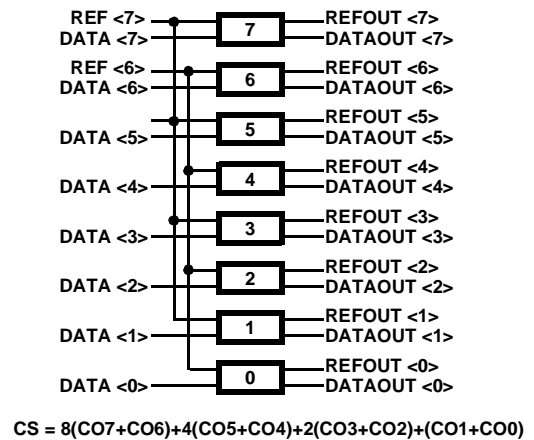 REF <7> REFOUT <7>
7
DATA <7> DATAOUT <7>
REF <6> REFOUT <6>
6
DATA <6> DATAOUT <6>
REFOUT <5>
5
DATA <5> DATAOUT <5>
REFOUT <4>
4
DATA <4> DATAOUT <4>
REFOUT <3>
3
DATA <3> DATAOUT <3>
REFOUT <2>
2
DATA <2> DATAOUT <2>
REFOUT <1>
1
DATA <1> DATAOUT <1>
REFOUT <0>
0
DATA <0> DATAOUT <0>
CS = 8(CO7+CO6)+4(CO5+CO4)+2(CO3+CO2)+(CO1+CO0)